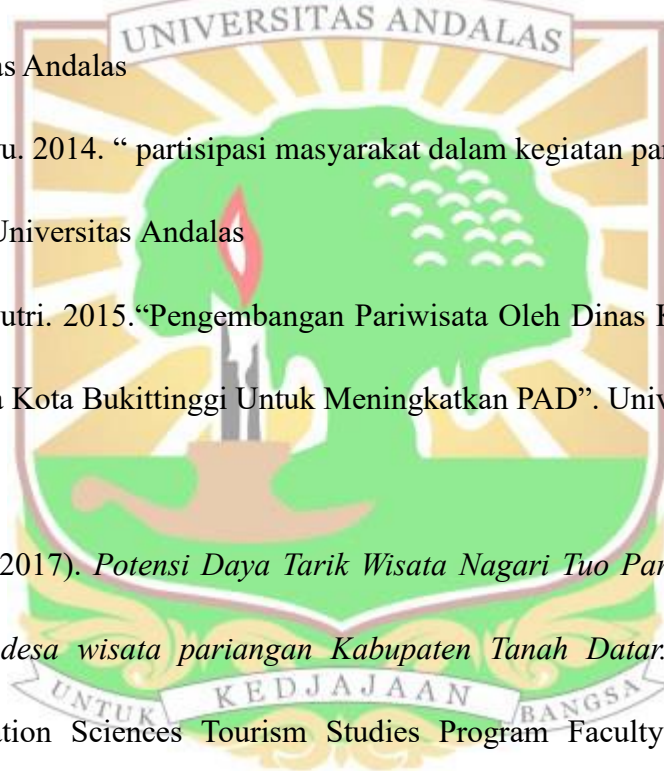 UNIVERSITAS ANDALAS
as Andalas
u. 2014. “ partisipasi masyarakat dalam kegiatan par
Universitas Andalas
utri. 2015.“Pengembangan Pariwisata Oleh Dinas
a Kota Bukittinggi Untuk Meningkatkan PAD”. Univ
2017). Potensi Daya Tarik Wisata Nagari Tuo Par
desa wisata pariangan Kabupaten Tanah Datar.
UNTUK KEDJAJAAN BANGSA
ation Sciences Tourism Studies Program Faculty